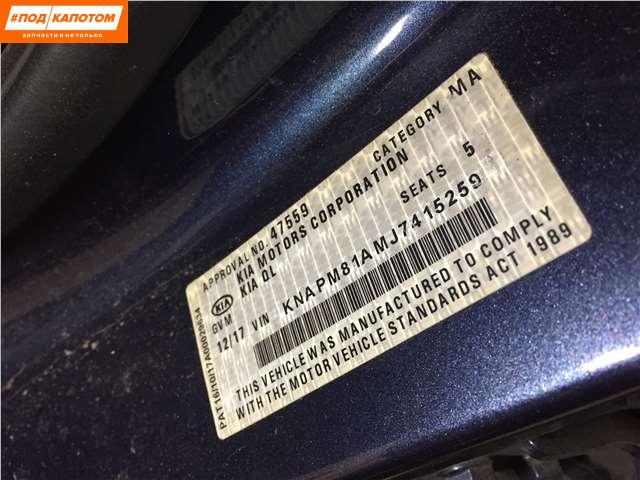 #ПОД КАПОТОМ
запчасти и не только
APPROVAL NO. 47559 CATEGORY MA
KIA MOTORS CORPORATION
KIA QL SEATS 5
KIA
GVM
12/17 VIN KNAPM81AMJ7415259
THIS VEHICLE WAS MANUFACTURED TO COMPLY
WITH THE MOTOR VEHICLE STANDARDS ACT 1989